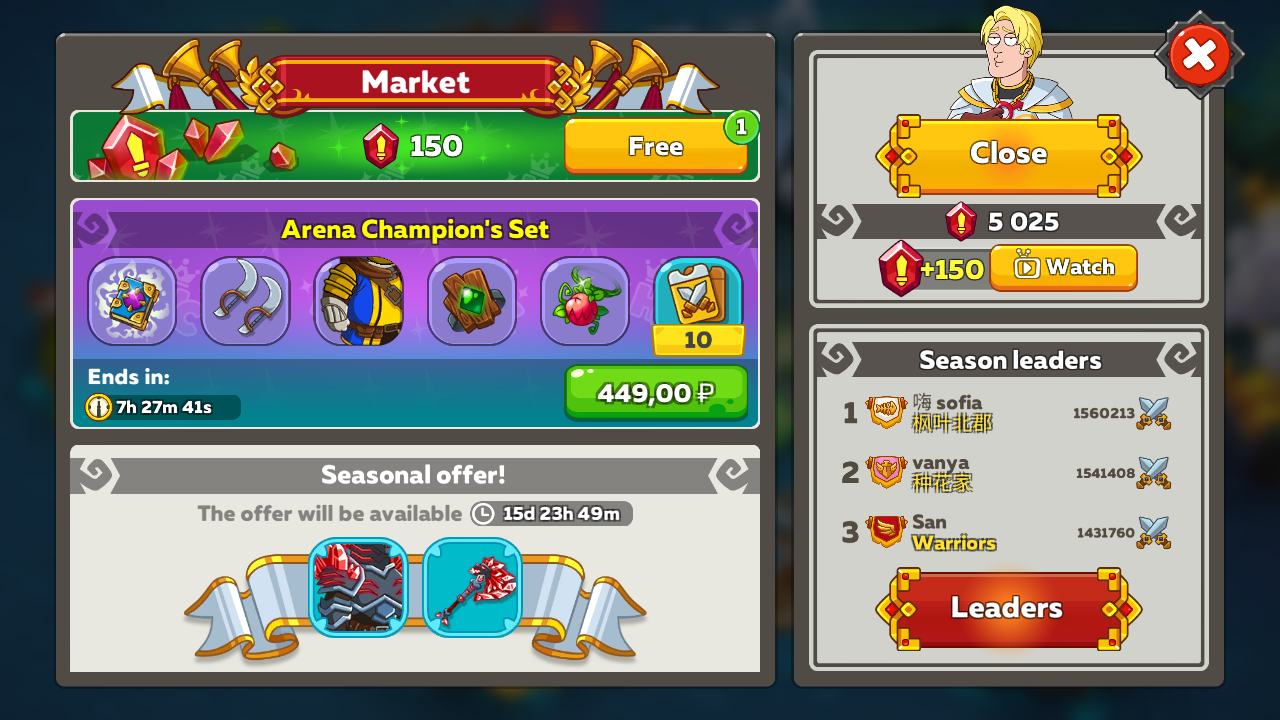 Market
150
Free
1
Arena Champion's Set
10
Ends in:
7h 27m 41s
449,00 ₽
Seasonal offer!
The offer will be available 15d 23h 49m
Close
5 025
+150
Watch
Season leaders
1 嗨 sofia 1560213
枫叶北郡
2 vanya 1541408
种花家
3 San 1431760
Warriors
Leaders